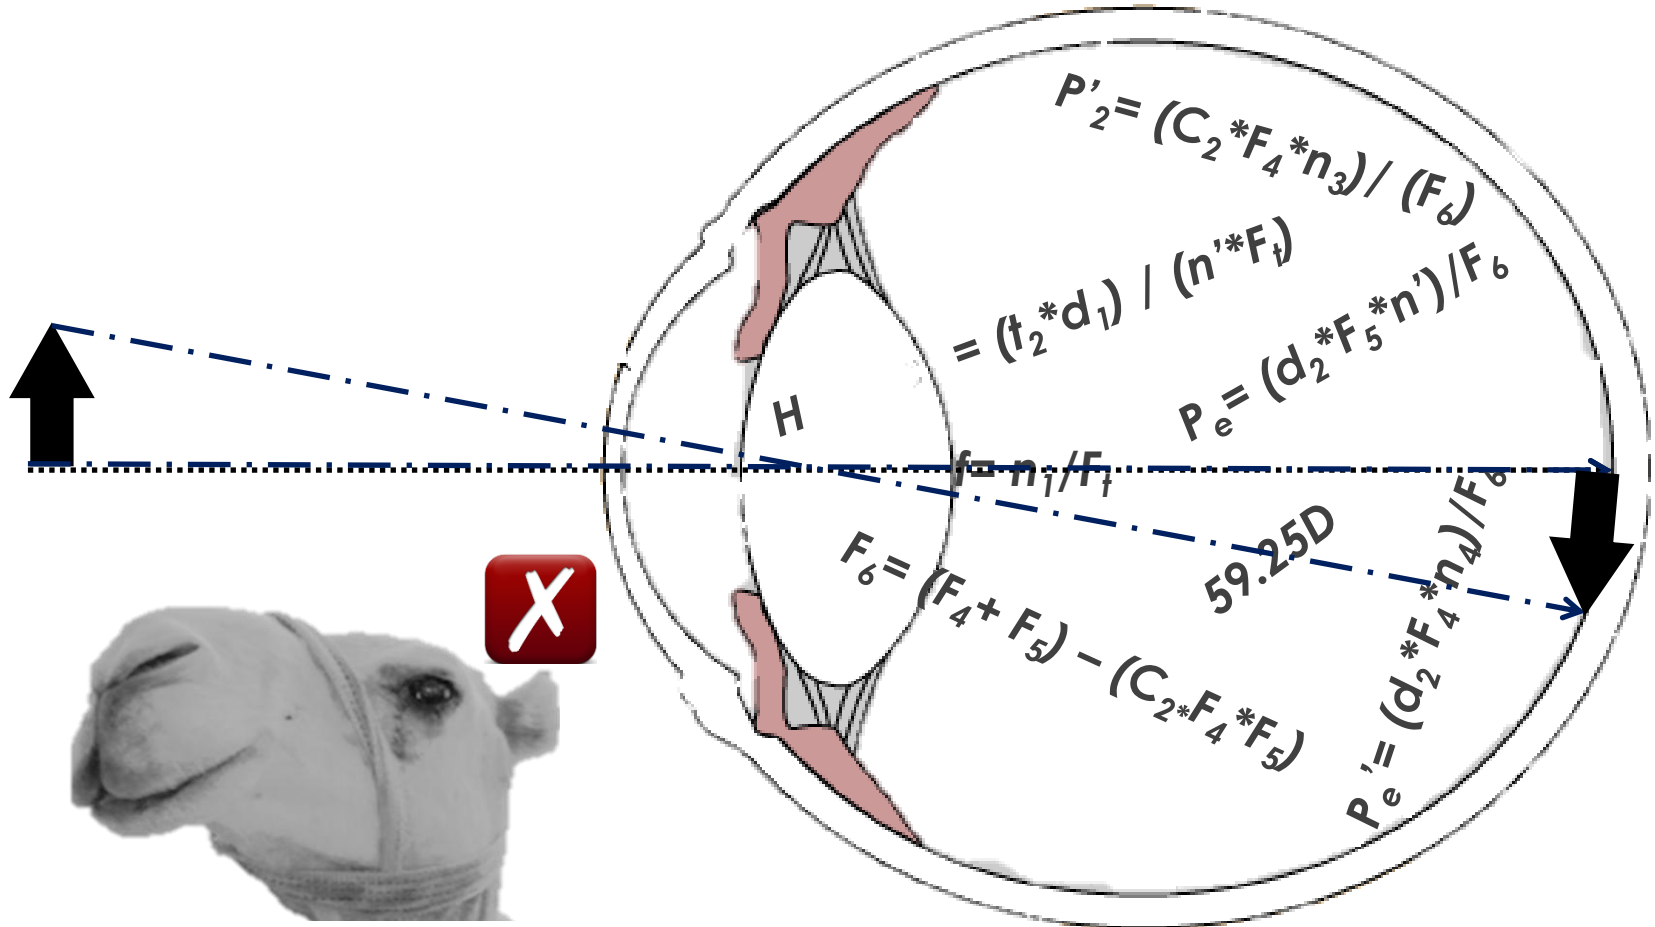 P’₂= (C₂*F₄*n₃)/ (F₆)
= (t₂*d₁) / (n’*Fₜ)
Pₑ= (d₂*F₅*n’)/F₆
H
f= n₁/Fₜ
59.25D
F₆= (F₄+ F₅) – (C₂*F₄*F₅)
Pₑ’= (d₂*F₄*n₄)/F₆